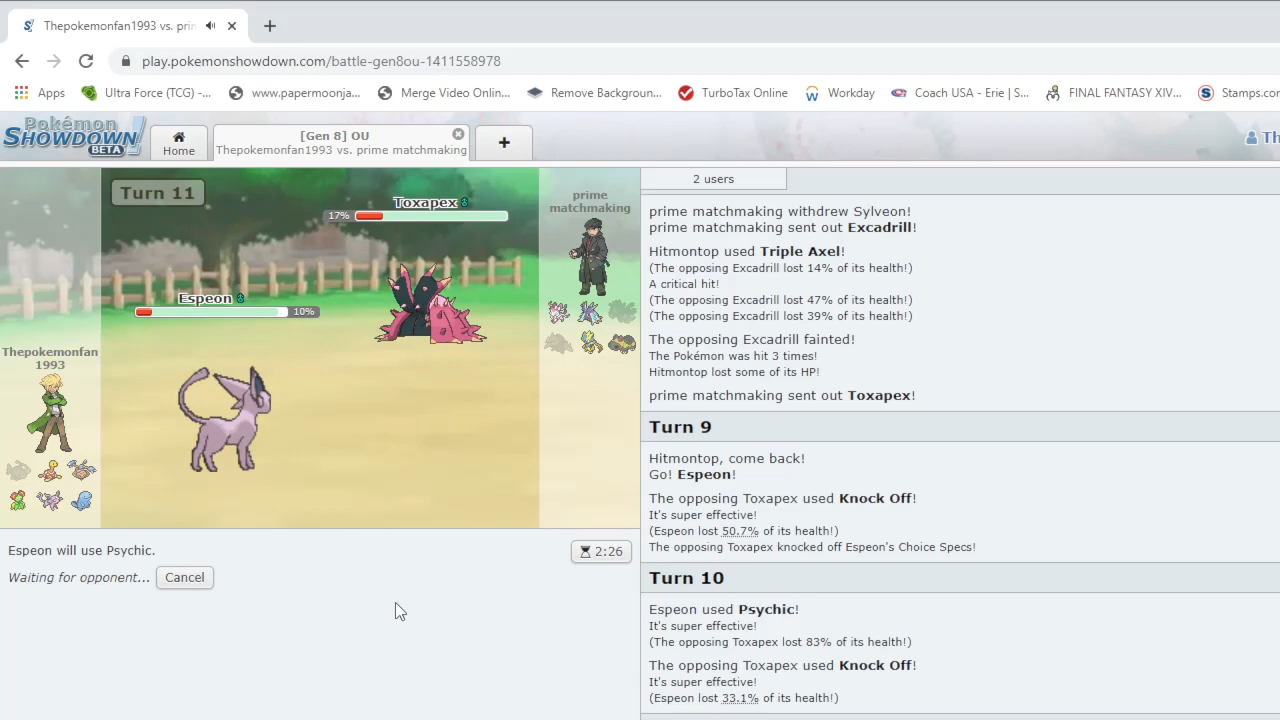 Thepokemonfan1993 vs. prin
play.pokemonshowdown.com/battle-gen8ou-1411558978
Apps
Ultra Force (TCG) -...
www.papermoonja...
Merge Video Onlin...
Remove Backgroun...
TurboTax Online
Workday
Coach USA - Erie | S...
FINAL FANTASY XIV...
Stamps.com
Pokémon
SHOWDOWN!
BETA
Home
[Gen 8] OU
Thepokemonfan1993 vs. prime matchmaking
+
Th
Turn 11
Toxapex
17%
Espeon
10%
Thepokemonfan
1993
prime
matchmaking
Espeon will use Psychic.
2:26
Waiting for opponent...
Cancel
2 users
prime matchmaking withdrew Sylveon!
prime matchmaking sent out Excadrill!
Hitmontop used Triple Axel!
(The opposing Excadrill lost 14% of its health!)
A critical hit!
(The opposing Excadrill lost 47% of its health!)
(The opposing Excadrill lost 39% of its health!)
The opposing Excadrill fainted!
The Pokémon was hit 3 times!
Hitmontop lost some of its HP!
prime matchmaking sent out Toxapex!
Turn 9
Hitmontop, come back!
Go! Espeon!
The opposing Toxapex used Knock Off!
It's super effective!
(Espeon lost 50.7% of its health!)
The opposing Toxapex knocked off Espeon's Choice Specs!
Turn 10
Espeon used Psychic!
It's super effective!
(The opposing Toxapex lost 83% of its health!)
The opposing Toxapex used Knock Off!
It's super effective!
(Espeon lost 33.1% of its health!)